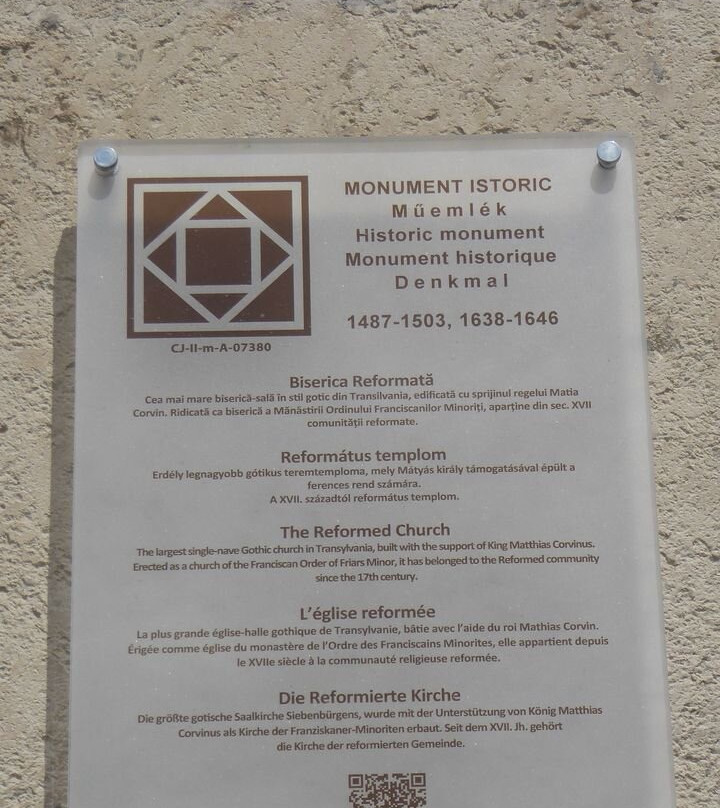 MONUMENT ISTORIC
Műemlék
Historic monument
Monument historique
Denkmal
1487-1503, 1638-1646
CJ-II-m-A-07380
Biserica Reformată
Cea mai mare biserică-sală în stil gotic din Transilvania, edificată cu sprijinul regelui Matia
Corvin. Ridicată ca biserică a Mănăstirii Ordinului Franciscanilor Minoriți, aparține din sec. XVII
comunității reformate.
Református templom
Erdély legnagyobb gótikus teremtemploma, mely Mátyás király támogatásával épült a
ferences rend számára.
A XVII. századtól református templom.
The Reformed Church
The largest single-nave Gothic church in Transylvania, built with the support of King Matthias Corvinus.
Erected as a church of the Franciscan Order of Friars Minor, it has belonged to the Reformed community
since the 17th century.
L'église reformée
La plus grande église-halle gothique de Transylvanie, bâtie avec l'aide du roi Mathias Corvin.
Érigée comme église du monastère de l'Ordre des Franciscains Minorites, elle appartient depuis
le XVIIe siècle à la communauté religieuse reformée.
Die Reformierte Kirche
Die größte gotische Saalkirche Siebenbürgens, wurde mit der Unterstützung von König Matthias
Corvinus als Kirche der Franziskaner-Minoriten erbaut. Seit dem XVII. Jh. gehört
die Kirche der reformierten Gemeinde.